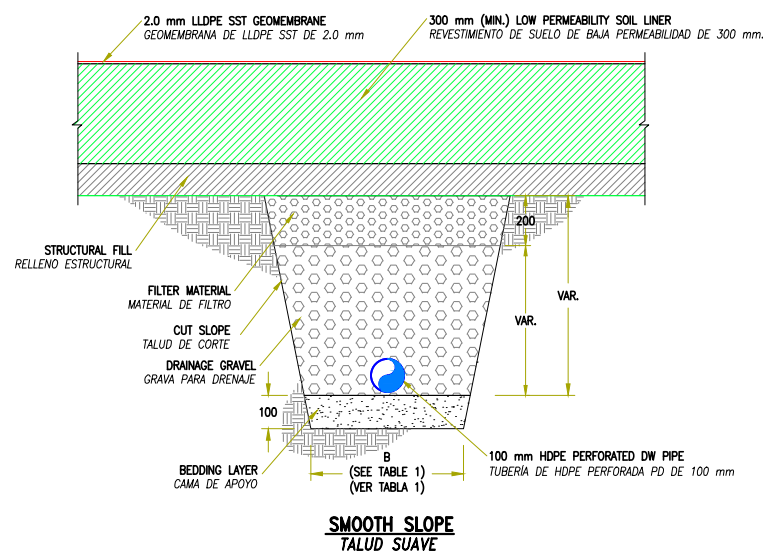 2.0 mm LLDPE SST GEOMEMBRANE
GEOMEMBRANA DE LLDPE SST DE 2.0 mm
300 mm (MIN.) LOW PERMEABILITY SOIL LINER
REVESTIMIENTO DE SUELO DE BAJA PERMEABILIDAD DE 300 mm.
200
STRUCTURAL FILL
RELLENO ESTRUCTURAL
FILTER MATERIAL
MATERIAL DE FILTRO
VAR.
VAR.
CUT SLOPE
TALUD DE CORTE
DRAINAGE GRAVEL
GRAVA PARA DRENAJE
100
B
(SEE TABLE 1)
(VER TABLA 1)
100 mm HDPE PERFORATED DW PIPE
TUBERÍA DE HDPE PERFORADA PD DE 100 mm
BEDDING LAYER
CAMA DE APOYO
SMOOTH SLOPE
TALUD SUAVE